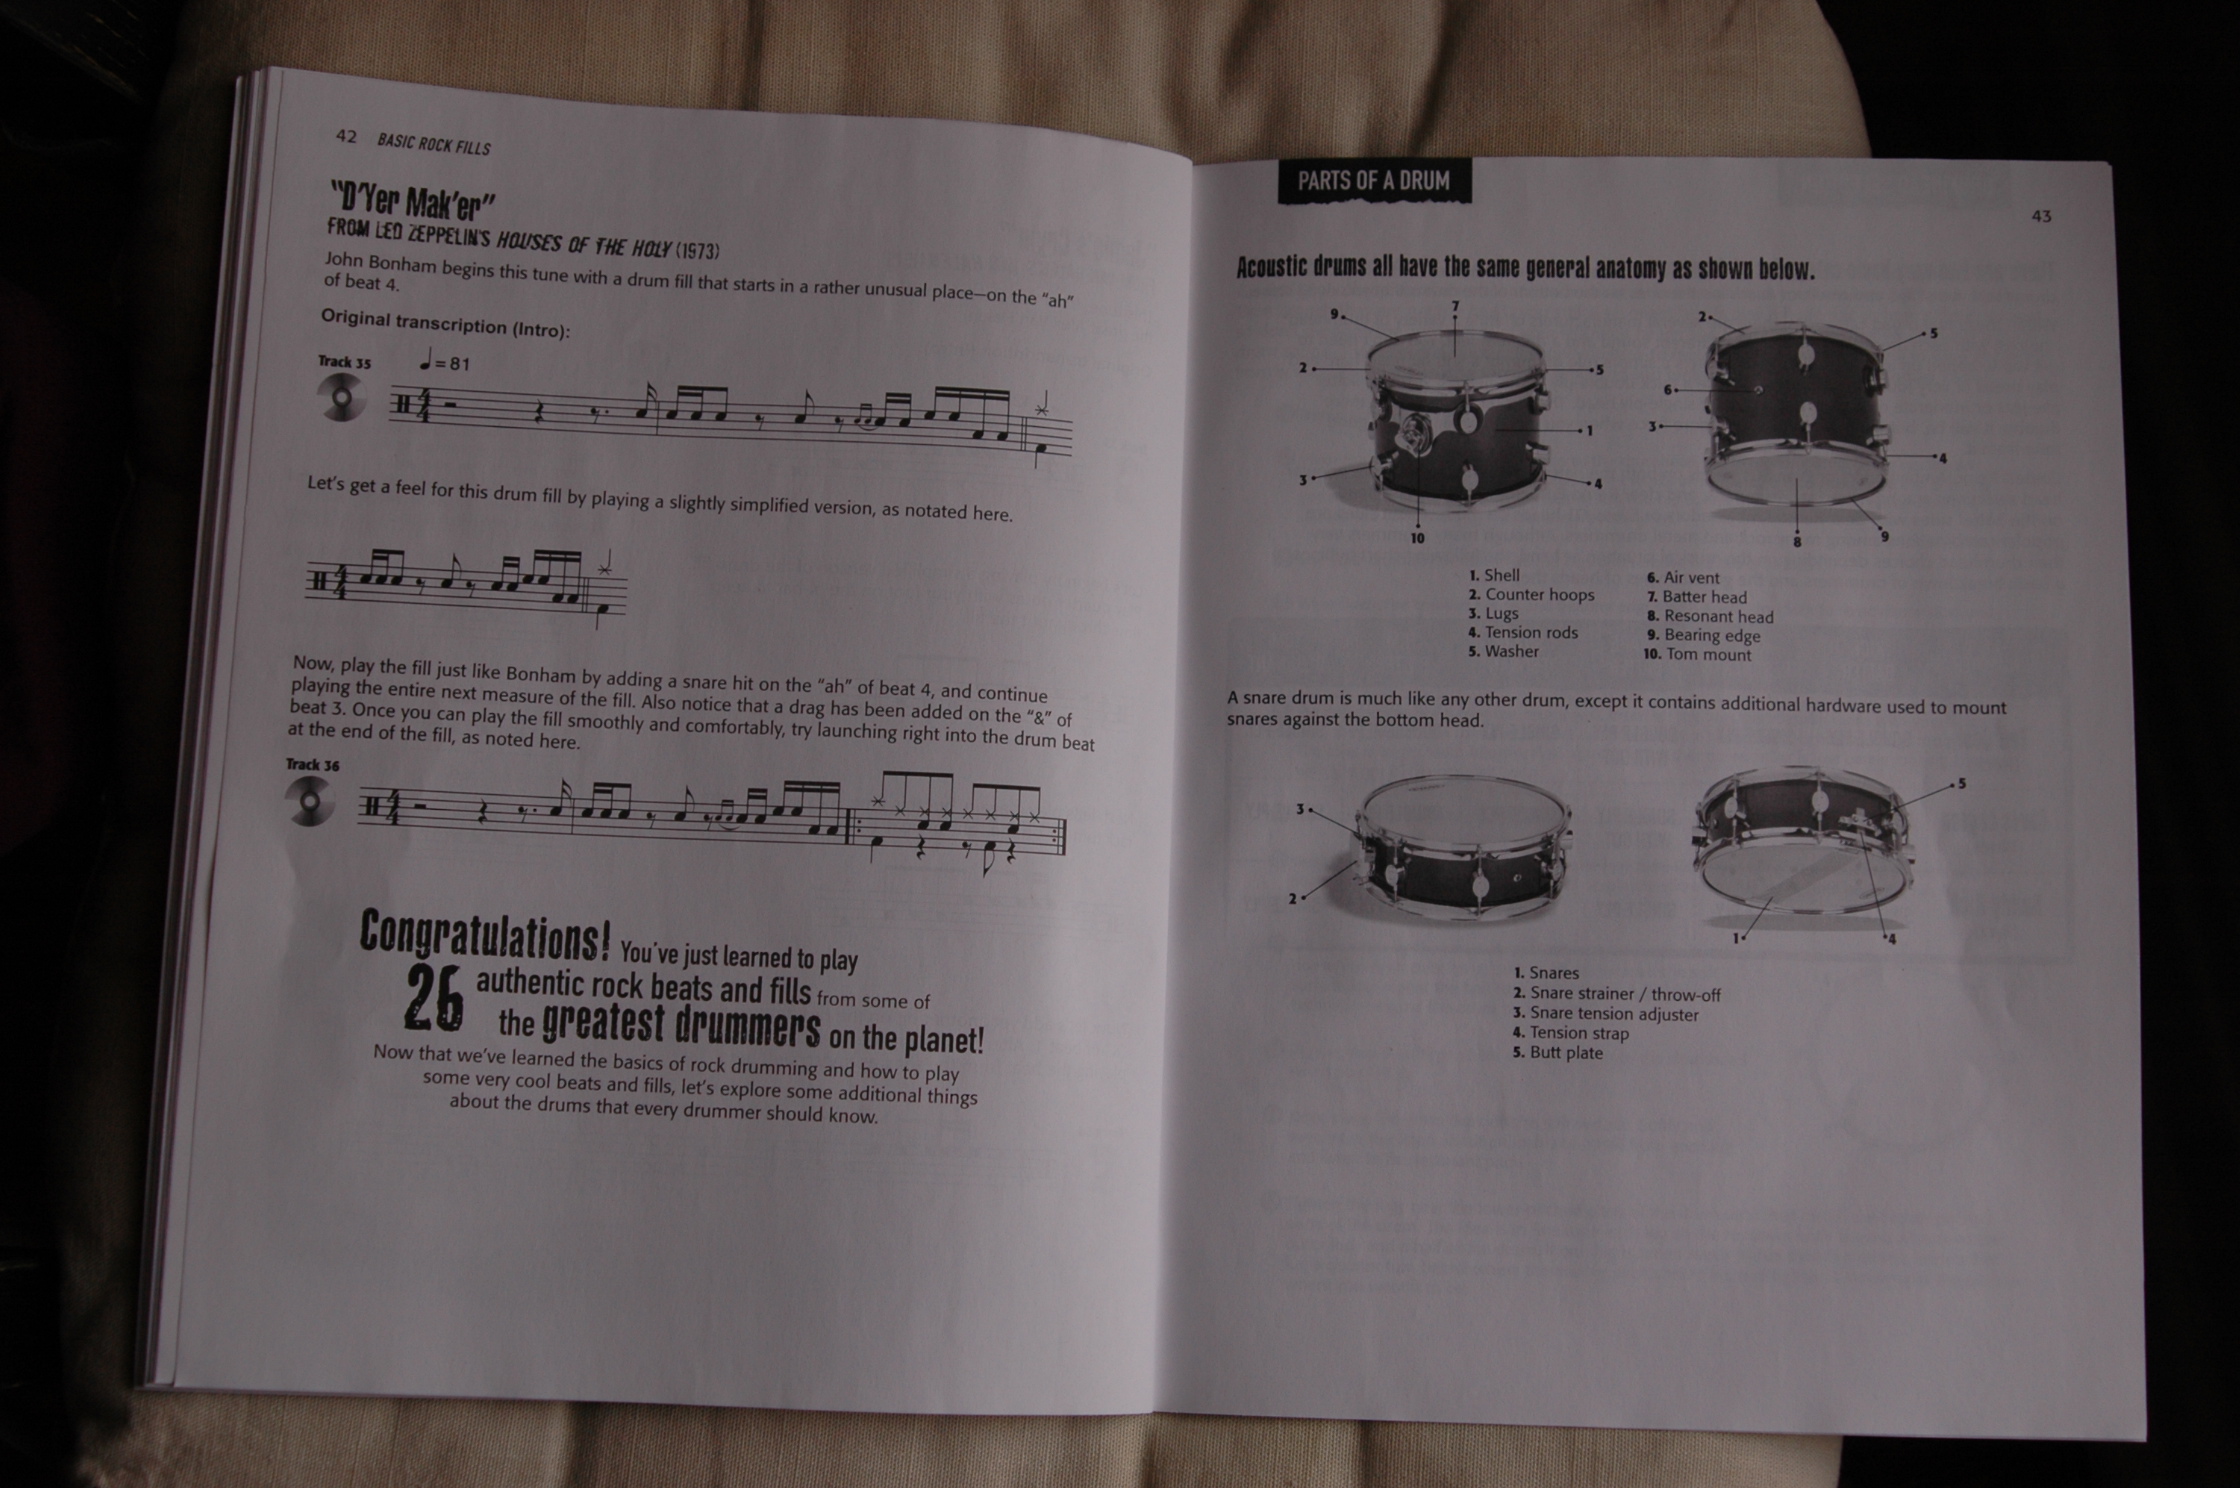 42 BASIC ROCK FILLS
"D'Yer Mak'er"
FROM LED ZEPPELIN'S HOUSES OF THE HOLY (1973)
John Bonham begins this tune with a drum fill that starts in a rather unusual place—on the "ah"
of beat 4.
Original transcription (Intro):
Track 35
♩ = 81
4
4
Let's get a feel for this drum fill by playing a slightly simplified version, as notated here.
4
4
Now, play the fill just like Bonham by adding a snare hit on the "ah" of beat 4, and continue
playing the entire next measure of the fill. Also notice that a drag has been added on the "&" of
beat 3. Once you can play the fill smoothly and comfortably, try launching right into the drum beat
at the end of the fill, as noted here.
Track 36
4
4
Congratulations! You've just learned to play
26 authentic rock beats and fills from some of
the greatest drummers on the planet!
Now that we've learned the basics of rock drumming and how to play
some very cool beats and fills, let's explore some additional things
about the drums that every drummer should know.
PARTS OF A DRUM
43
Acoustic drums all have the same general anatomy as shown below.
9
7
2
5
1
3
4
10
2
5
6
3
4
8
9
1. Shell
2. Counter hoops
3. Lugs
4. Tension rods
5. Washer
6. Air vent
7. Batter head
8. Resonant head
9. Bearing edge
10. Tom mount
A snare drum is much like any other drum, except it contains additional hardware used to mount
snares against the bottom head.
3
2
5
1
4
1. Snares
2. Snare strainer / throw-off
3. Snare tension adjuster
4. Tension strap
5. Butt plate